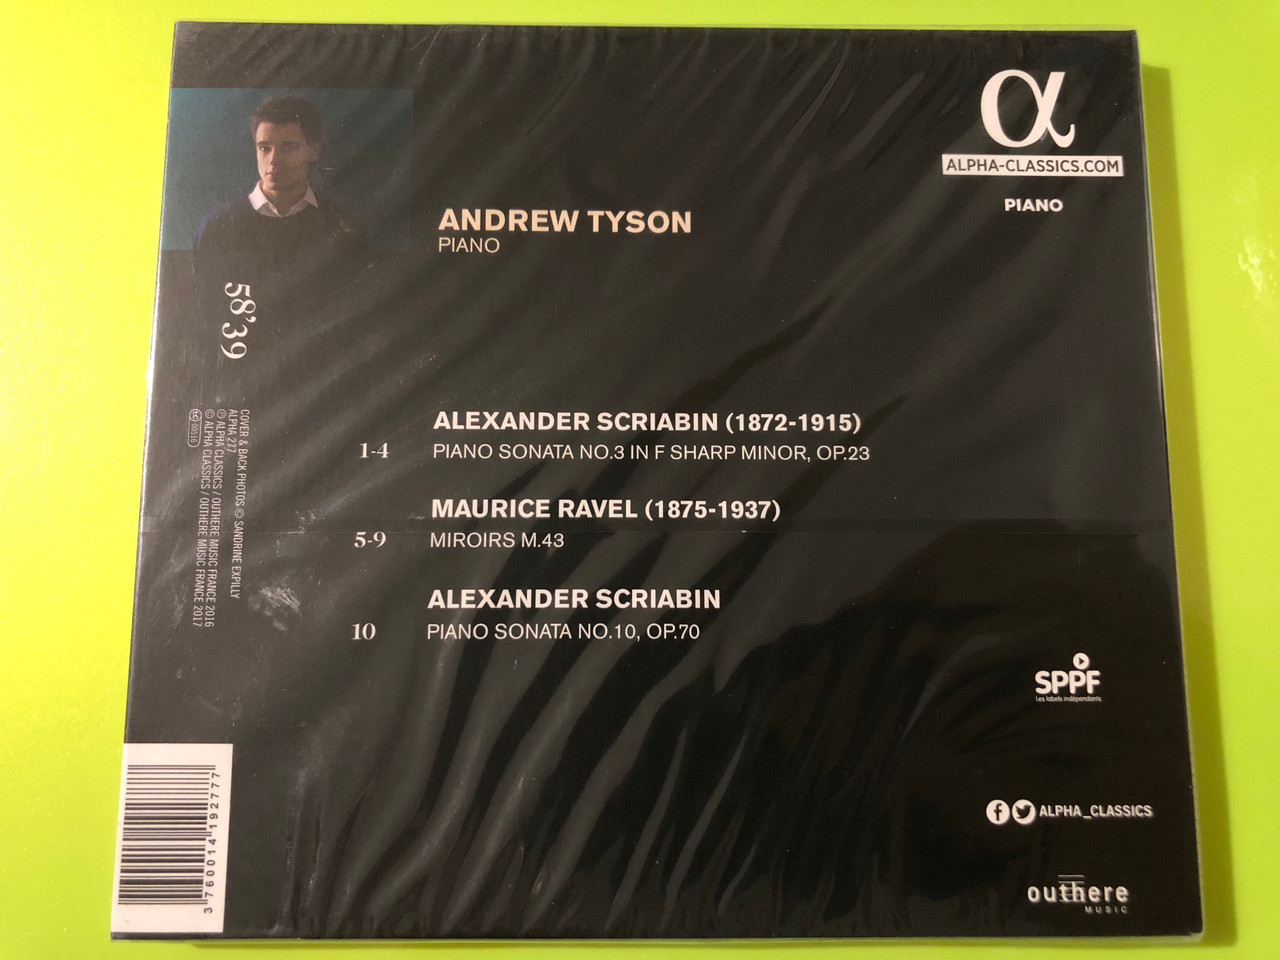 α
ALPHA-CLASSICS.COM
PIANO
ANDREW TYSON
PIANO
58'39
COVER & BACK PHOTOS © SANDRINE EXPILLY
ALPHA 277
℗ ALPHA CLASSICS / OUTHERE MUSIC FRANCE 2016
© ALPHA CLASSICS / OUTHERE MUSIC FRANCE 2017
ALEXANDER SCRIABIN (1872-1915)
1-4 PIANO SONATA NO.3 IN F SHARP MINOR, OP.23
MAURICE RAVEL (1875-1937)
5-9 MIROIRS M.43
ALEXANDER SCRIABIN
10 PIANO SONATA NO.10, OP.70
SPPF
Les labels indépendants
f ALPHA_CLASSICS
outhere
MUSIC
3 760014 192777